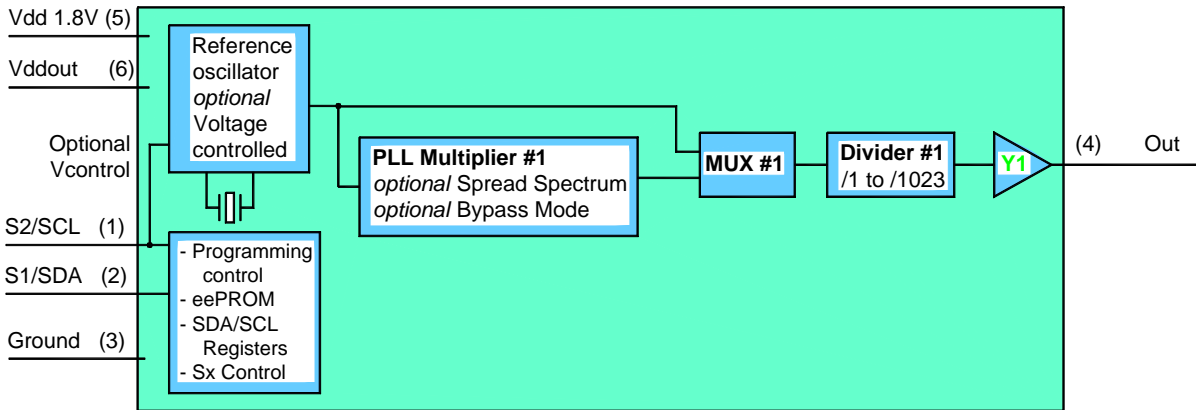 Vdd 1.8V (5)
Vddout (6)
Optional
Vcontrol
S2/SCL (1)
S1/SDA (2)
Ground (3)
Reference
oscillator
optional
Voltage
controlled
- Programming
control
- eePROM
- SDA/SCL
Registers
- Sx Control
PLL Multiplier #1
optional Spread Spectrum
optional Bypass Mode
MUX #1
Divider #1
/1 to /1023
Y1
(4) Out